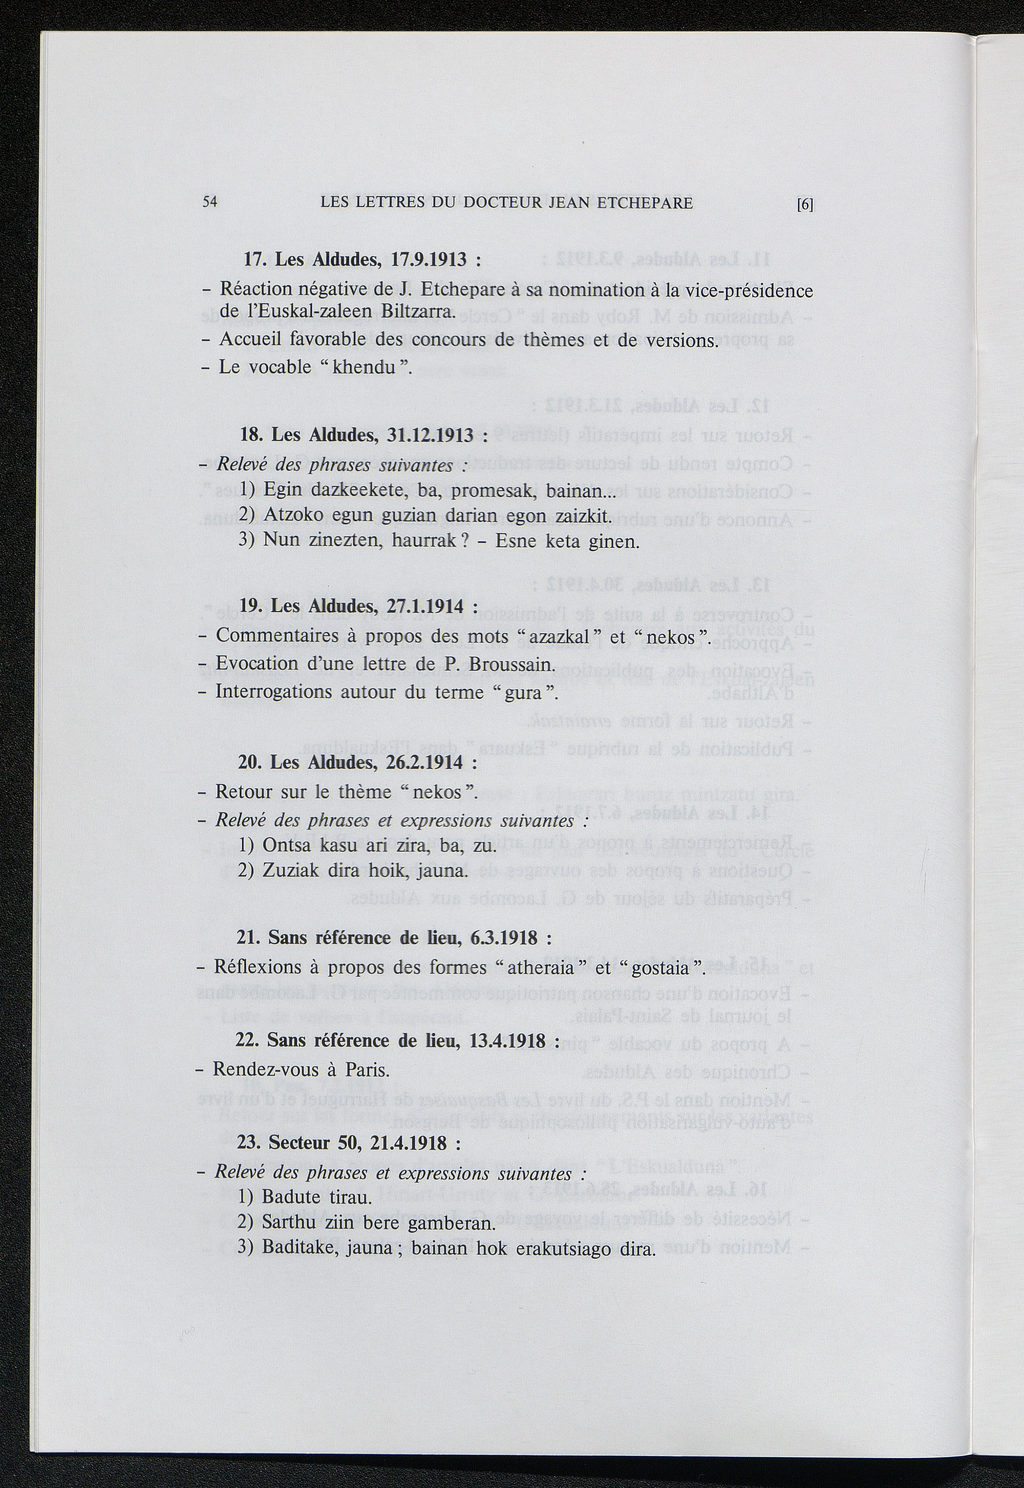 54 LES LETTRES DU DOCTEUR JEAN ETCHEPARE [6]
17. Les Aldudes, 17.9.1913 :
– Réaction négative de J. Etchepare à sa nomination à la vice-présidence
de l'Euskal-zaleen Biltzarra.
– Accueil favorable des concours de thèmes et de versions.
– Le vocable “ khendu ”.
18. Les Aldudes, 31.12.1913 :
– Relevé des phrases suivantes :
1) Egin dazkeekete, ba, promesak, bainan...
2) Atzoko egun guzian darian egon zaizkit.
3) Nun zinezten, haurrak ? – Esne keta ginen.
19. Les Aldudes, 27.1.1914 :
– Commentaires à propos des mots “ azazkal ” et “ nekos ”.
– Evocation d'une lettre de P. Broussain.
– Interrogations autour du terme “ gura ”.
20. Les Aldudes, 26.2.1914 :
– Retour sur le thème “ nekos ”.
– Relevé des phrases et expressions suivantes :
1) Ontsa kasu ari zira, ba, zu.
2) Zuziak dira hoik, jauna.
21. Sans référence de lieu, 6.3.1918 :
– Réflexions à propos des formes “ atheraia ” et “ gostaia ”.
22. Sans référence de lieu, 13.4.1918 :
– Rendez-vous à Paris.
23. Secteur 50, 21.4.1918 :
– Relevé des phrases et expressions suivantes :
1) Badute tirau.
2) Sarthu ziin bere gamberan.
3) Baditake, jauna ; bainan hok erakutsiago dira.